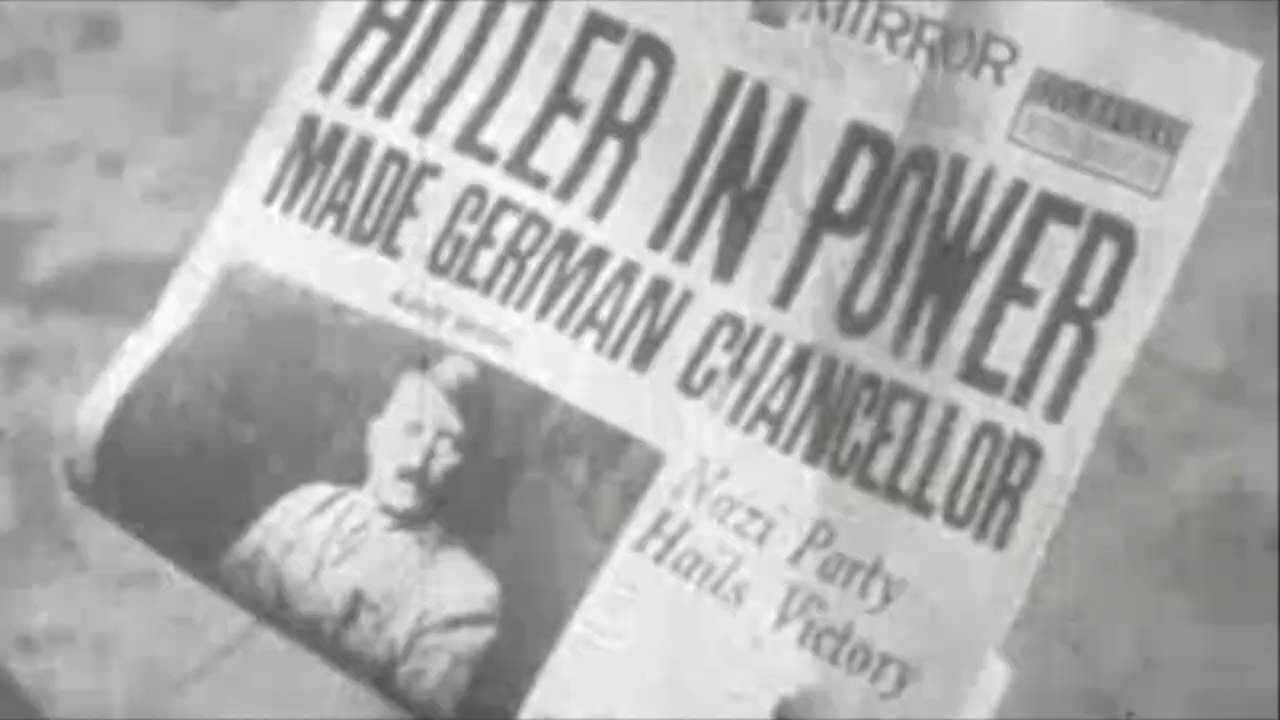 MIRROR
HITLER IN POWER
MADE GERMAN CHANCELLOR
Nazi Party
Hails Victory